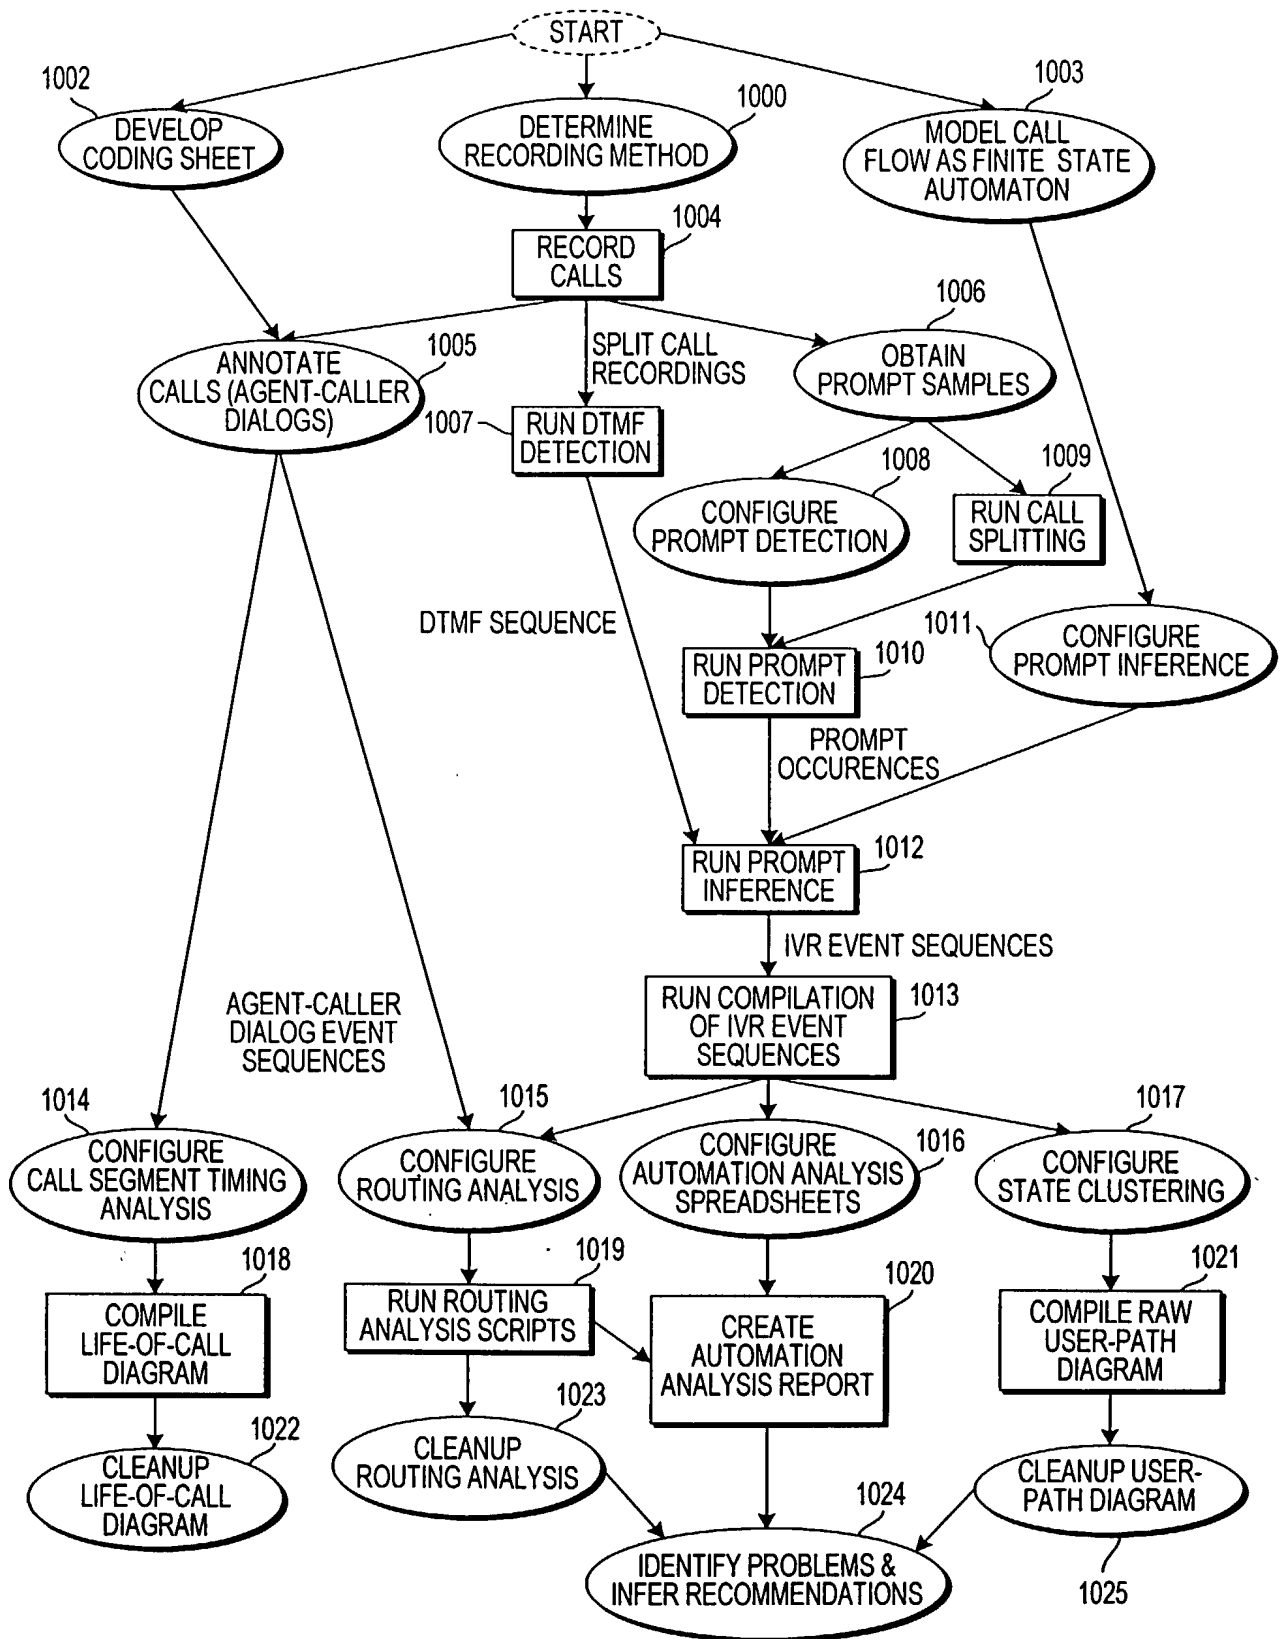 START
1002
DEVELOP
CODING SHEET
DETERMINE
RECORDING METHOD
1000
1003
MODEL CALL
FLOW AS FINITE STATE
AUTOMATON
RECORD
CALLS
1004
ANNOTATE
CALLS (AGENT-CALLER
DIALOGS)
1005
SPLIT CALL
RECORDINGS
1006
OBTAIN
PROMPT SAMPLES
1007
RUN DTMF
DETECTION
1008
CONFIGURE
PROMPT DETECTION
1009
RUN CALL
SPLITTING
DTMF SEQUENCE
RUN PROMPT
DETECTION
1010
1011
CONFIGURE
PROMPT INFERENCE
PROMPT
OCCURENCES
RUN PROMPT
INFERENCE
1012
IVR EVENT SEQUENCES
RUN COMPILATION
OF IVR EVENT
SEQUENCES
1013
AGENT-CALLER
DIALOG EVENT
SEQUENCES
1014
CONFIGURE
CALL SEGMENT TIMING
ANALYSIS
1015
CONFIGURE
ROUTING ANALYSIS
CONFIGURE
AUTOMATION ANALYSIS
SPREADSHEETS
1016
1017
CONFIGURE
STATE CLUSTERING
1018
COMPILE
LIFE-OF-CALL
DIAGRAM
1019
RUN ROUTING
ANALYSIS SCRIPTS
1020
CREATE
AUTOMATION
ANALYSIS REPORT
1021
COMPILE RAW
USER-PATH
DIAGRAM
1022
CLEANUP
LIFE-OF-CALL
DIAGRAM
1023
CLEANUP
ROUTING ANALYSIS
1024
IDENTIFY PROBLEMS &
INFER RECOMMENDATIONS
CLEANUP USER-
PATH DIAGRAM
1025